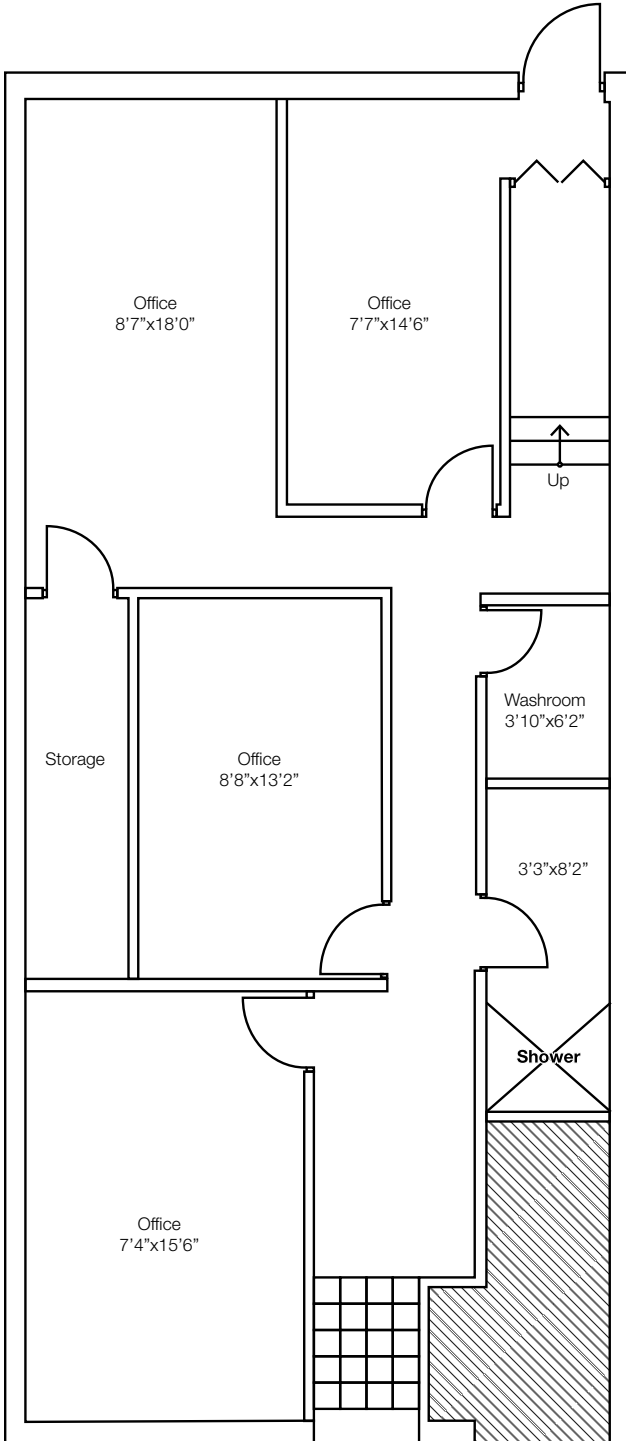 Office
8’7”x18’0”
Office
7’7”x14’6”
Up
Washroom
3’10”x6’2”
Storage
Office
8’8”x13’2”
3’3”x8’2”
Shower
Office
7’4”x15’6”